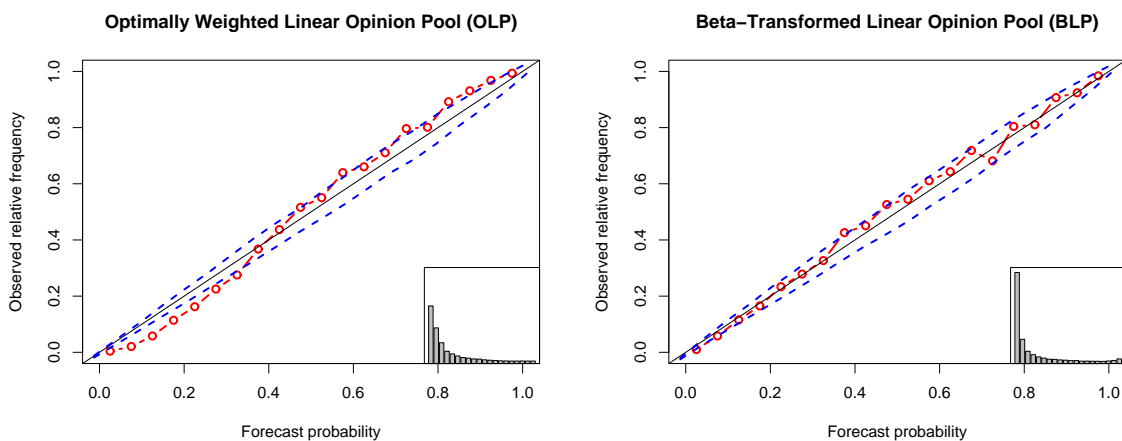 Optimally Weighted Linear Opinion Pool (OLP)
Observed relative frequency
1.0
0.8
0.6
0.4
0.2
0.0
0.0 0.2 0.4 0.6 0.8 1.0
Forecast probability
Beta−Transformed Linear Opinion Pool (BLP)
Observed relative frequency
1.0
0.8
0.6
0.4
0.2
0.0
0.0 0.2 0.4 0.6 0.8 1.0
Forecast probability